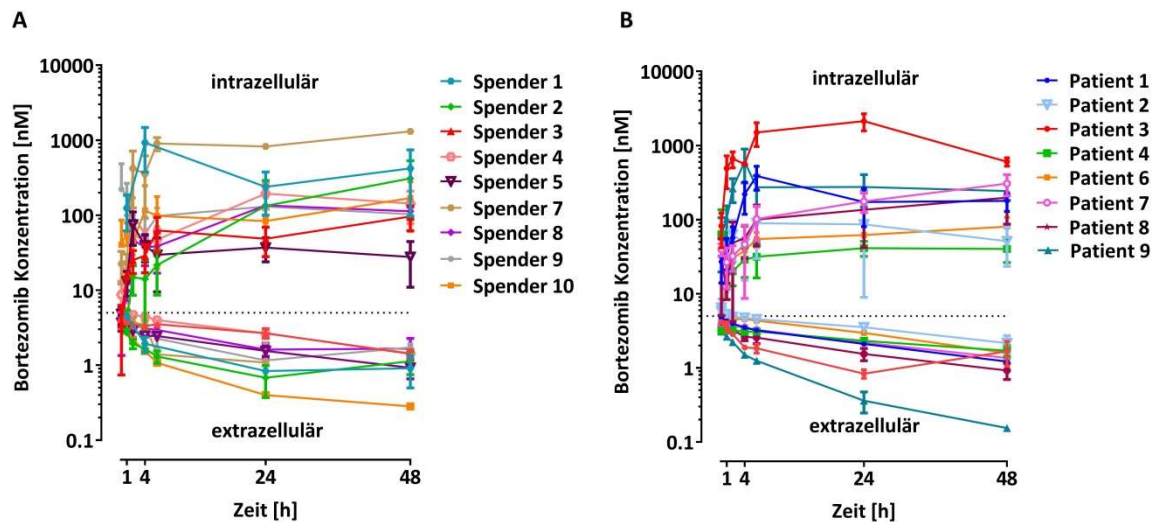 A
Bortezomib Konzentration [nM]
10000
1000
100
10
1
0.1
intrazellulär
extrazellulär
1 4 24 48
Zeit [h]
Spender 1
Spender 2
Spender 3
Spender 4
Spender 5
Spender 7
Spender 8
Spender 9
Spender 10
B
Bortezomib Konzentration [nM]
10000
1000
100
10
1
0.1
intrazellulär
extrazellulär
1 4 24 48
Zeit [h]
Patient 1
Patient 2
Patient 3
Patient 4
Patient 6
Patient 7
Patient 8
Patient 9